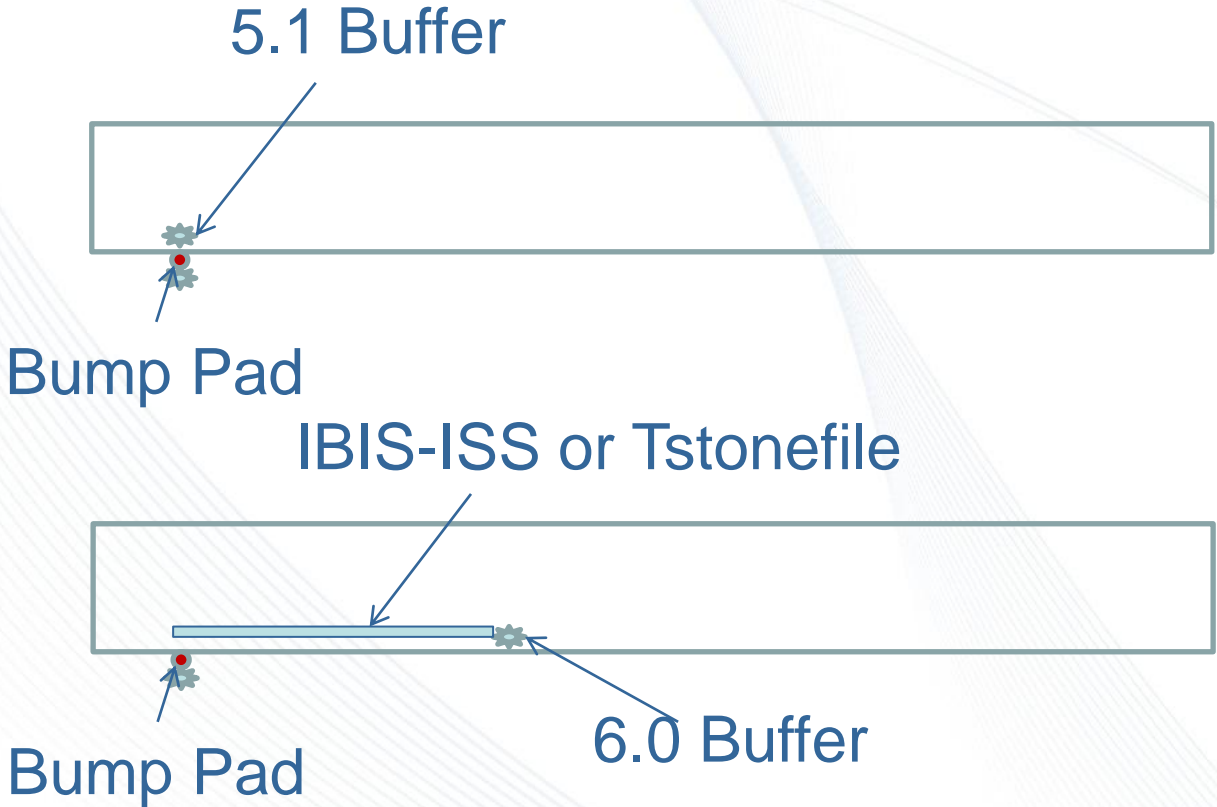 5.1 Buffer
Bump Pad
IBIS-ISS or Tstonefile
6.0 Buffer
Bump Pad